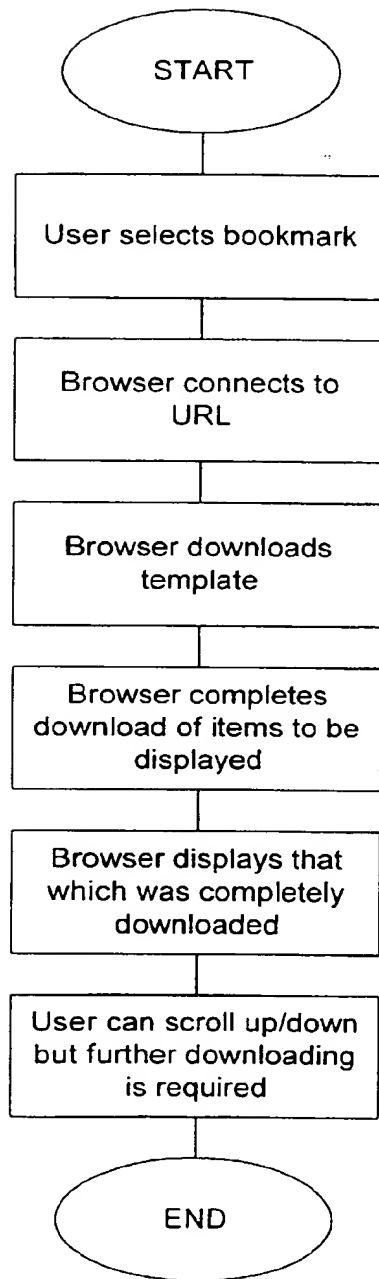 START
User selects bookmark
Browser connects to
URL
Browser downloads
template
Browser completes
download of items to be
displayed
Browser displays that
which was completely
downloaded
User can scroll up/down
but further downloading
is required
END